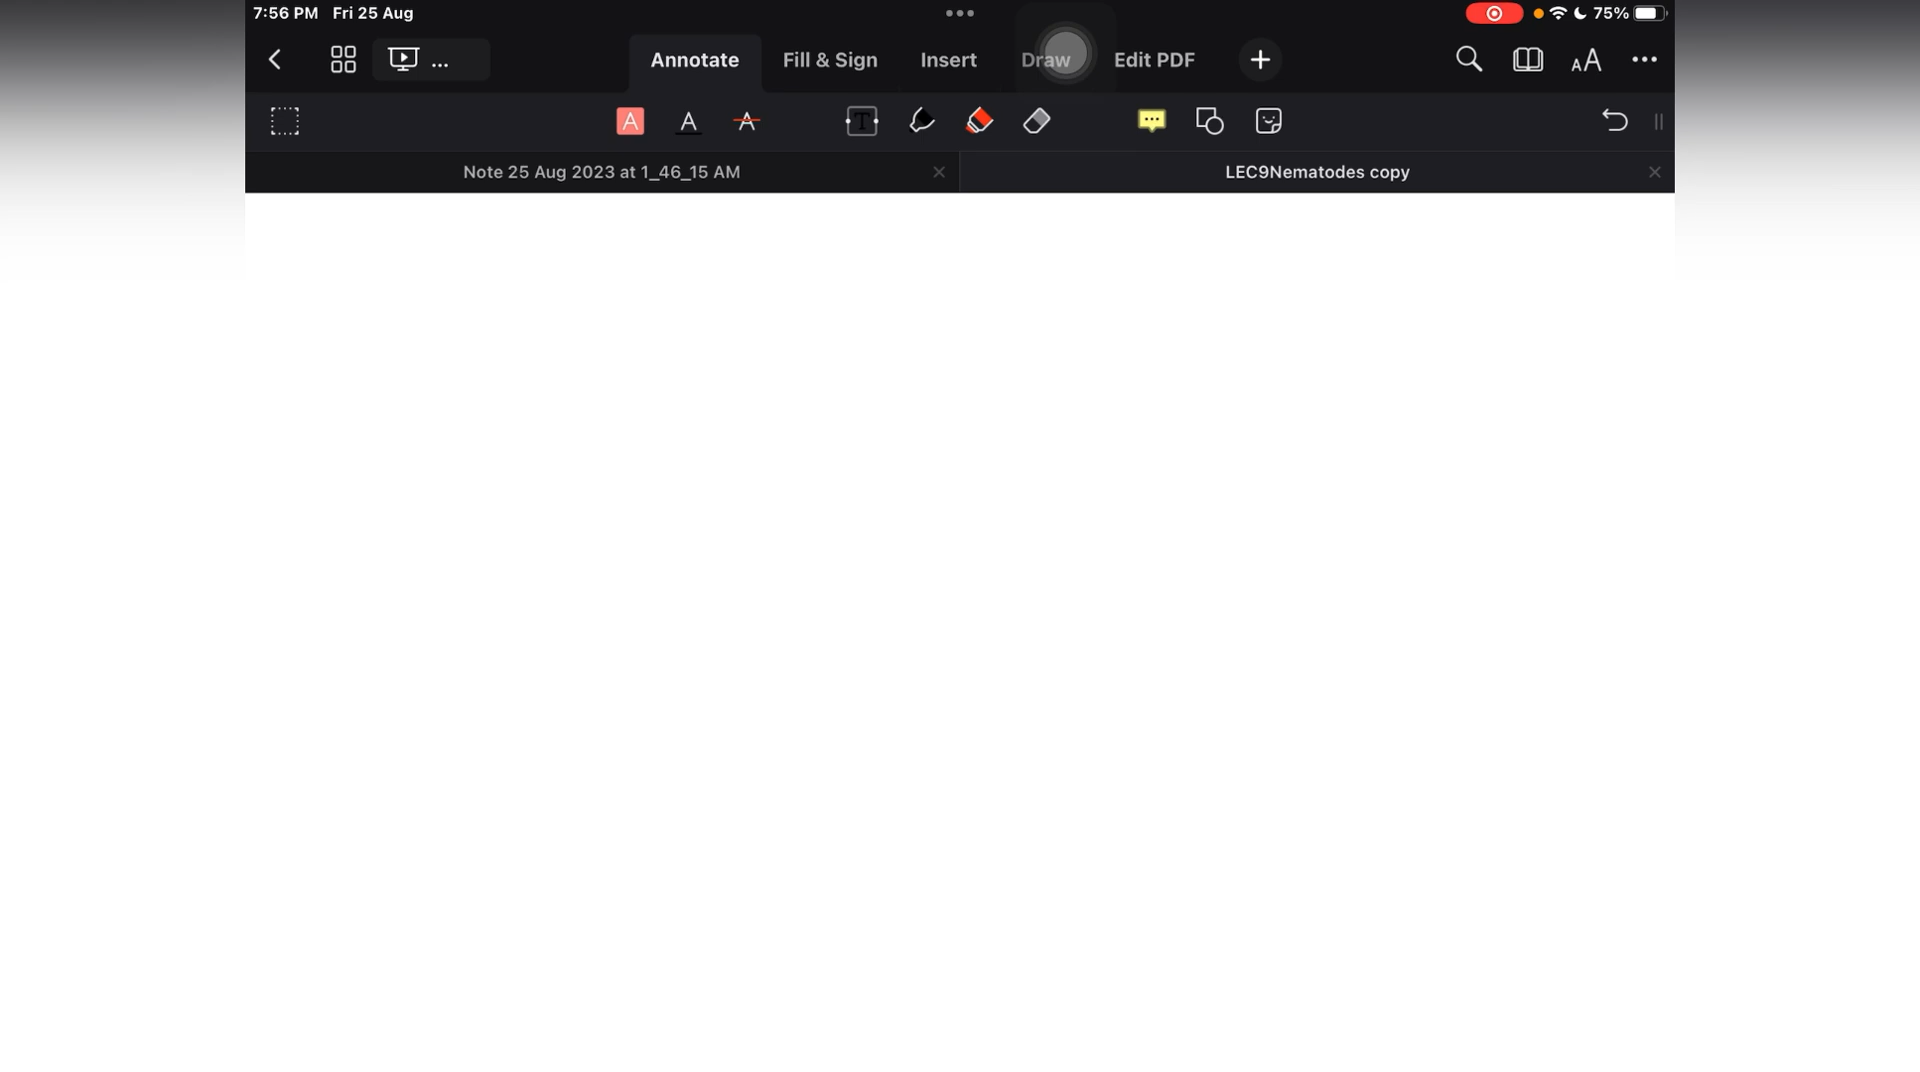 7:56 PM Fri 25 Aug
75%
...
Annotate
Fill & Sign
Insert
Draw
Edit PDF
A
A
A
T
AA
Note 25 Aug 2023 at 1_46_15 AM
LEC9Nematodes copy